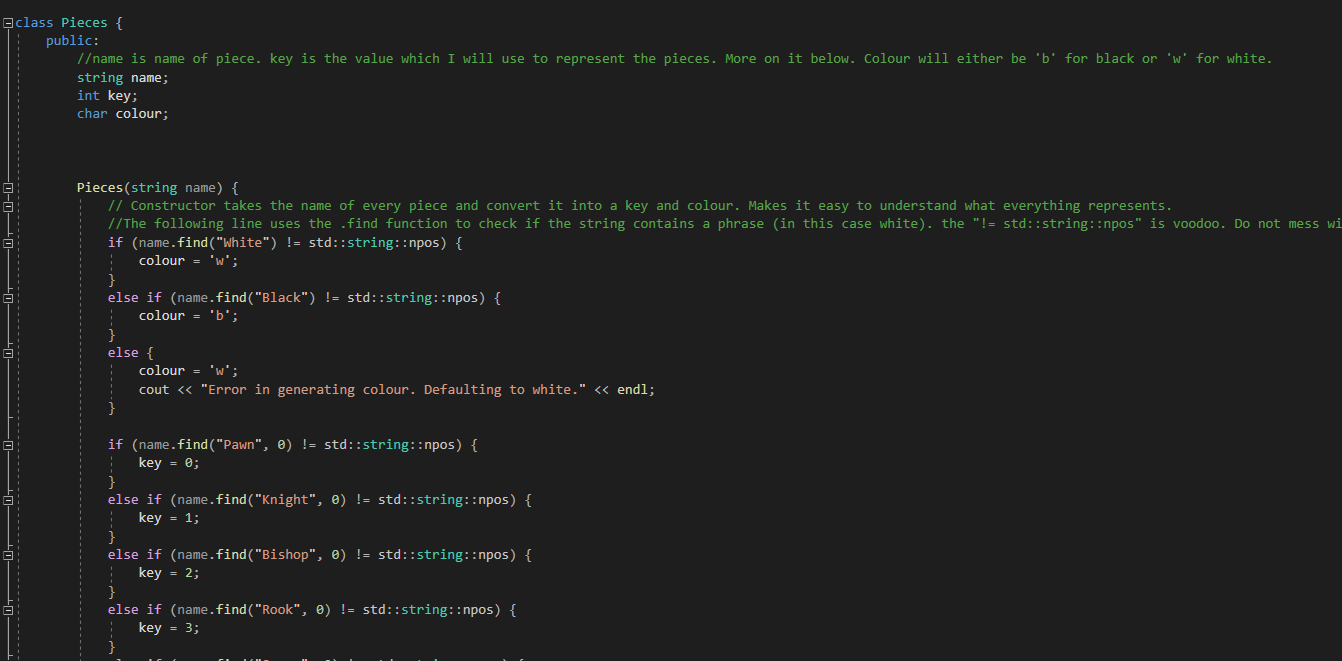 class Pieces {
public:
//name is name of piece. key is the value which I will use to represent the pieces. More on it below. Colour will either be 'b' for black or 'w' for white.
string name;
int key;
char colour;
Pieces(string name) {
// Constructor takes the name of every piece and convert it into a key and colour. Makes it easy to understand what everything represents.
//The following line uses the .find function to check if the string contains a phrase (in this case white). the "!= std::string::npos" is voodoo. Do not mess
if (name.find("White") != std::string::npos) {
colour = 'w';
}
else if (name.find("Black") != std::string::npos) {
colour = 'b';
}
else {
colour = 'w';
cout << "Error in generating colour. Defaulting to white." << endl;
}
if (name.find("Pawn", 0) != std::string::npos) {
key = 0;
}
else if (name.find("Knight", 0) != std::string::npos) {
key = 1;
}
else if (name.find("Bishop", 0) != std::string::npos) {
key = 2;
}
else if (name.find("Rook", 0) != std::string::npos) {
key = 3;
}